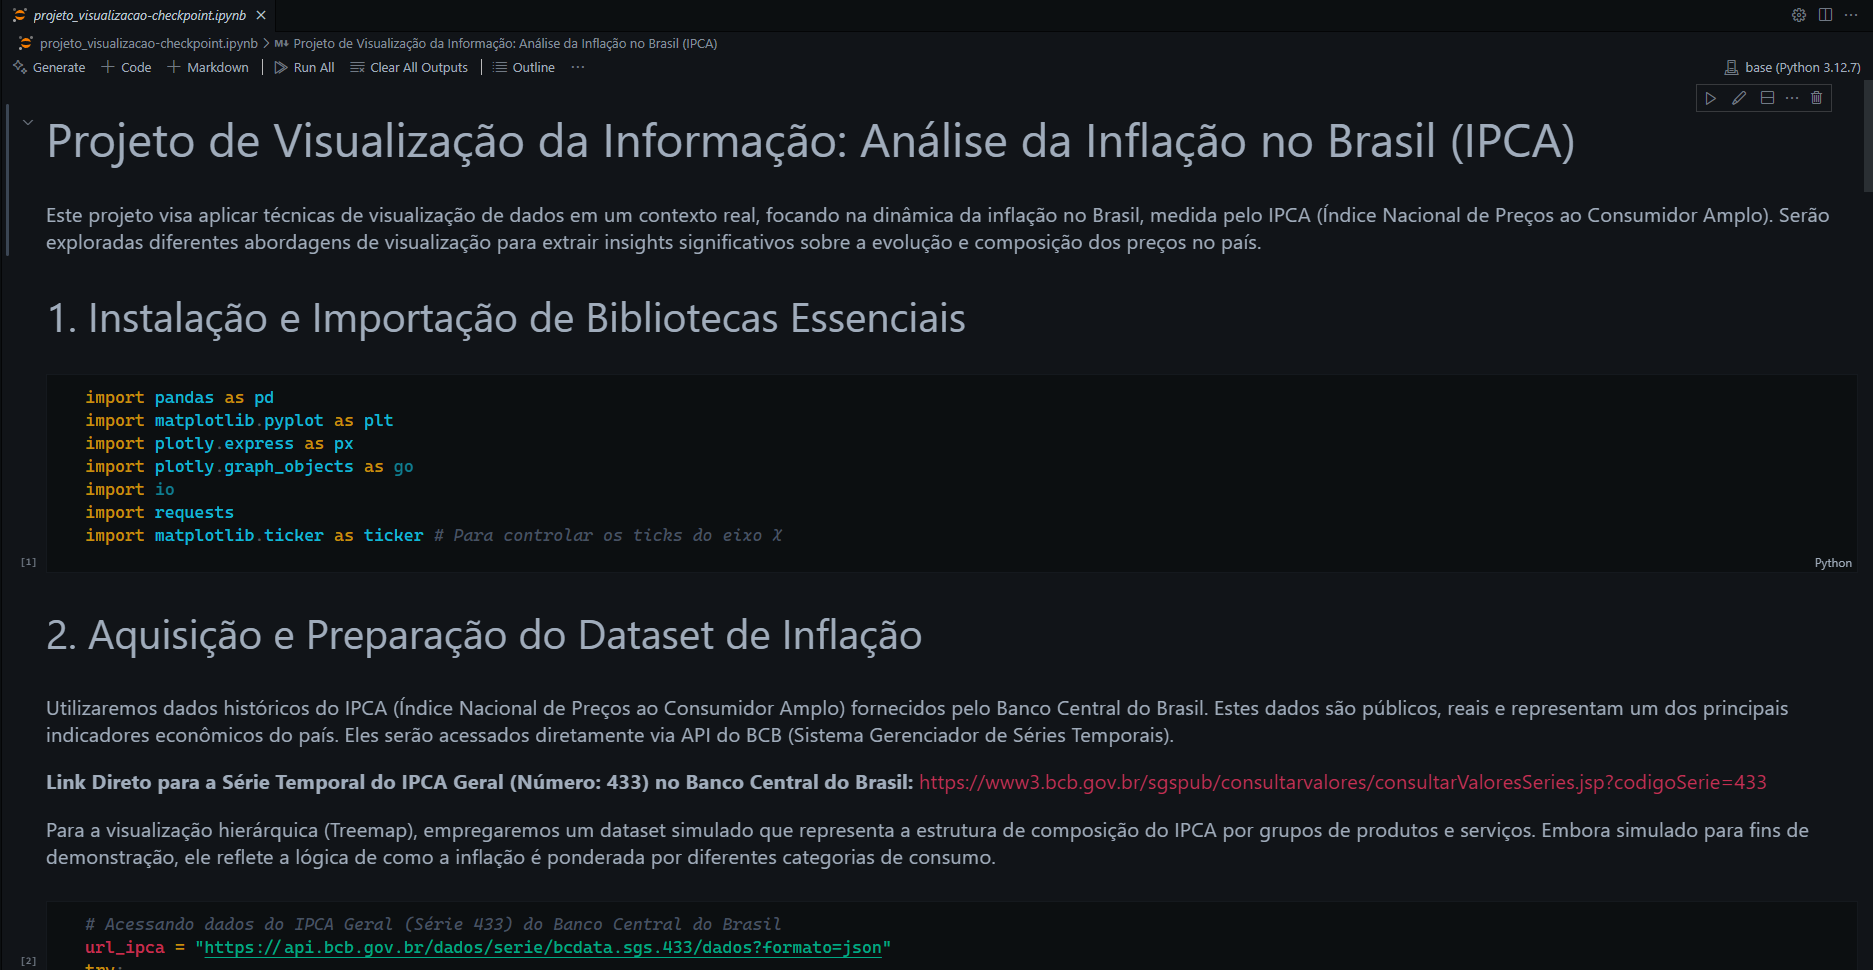 projeto_visualizacao-checkpoint.ipynb
projeto_visualizacao-checkpoint.ipynb > M↓ Projeto de Visualização da Informação: Análise da Inflação no Brasil (IPCA)
Generate + Code + Markdown | Run All Clear All Outputs | Outline ...
base (Python 3.12.7)
Projeto de Visualização da Informação: Análise da Inflação no Brasil (IPCA)
Este projeto visa aplicar técnicas de visualização de dados em um contexto real, focando na dinâmica da inflação no Brasil, medida pelo IPCA (Índice Nacional de Preços ao Consumidor Amplo). Serão
exploradas diferentes abordagens de visualização para extrair insights significativos sobre a evolução e composição dos preços no país.
1. Instalação e Importação de Bibliotecas Essenciais
import pandas as pd
import matplotlib.pyplot as plt
import plotly.express as px
import plotly.graph_objects as go
import io
import requests
import matplotlib.ticker as ticker # Para controlar os ticks do eixo X
[1]
Python
2. Aquisição e Preparação do Dataset de Inflação
Utilizaremos dados históricos do IPCA (Índice Nacional de Preços ao Consumidor Amplo) fornecidos pelo Banco Central do Brasil. Estes dados são públicos, reais e representam um dos principais
indicadores econômicos do país. Eles serão acessados diretamente via API do BCB (Sistema Gerenciador de Séries Temporais).
Link Direto para a Série Temporal do IPCA Geral (Número: 433) no Banco Central do Brasil: https://www3.bcb.gov.br/sgspub/consultarvalores/consultarValoresSeries.jsp?codigoSerie=433
Para a visualização hierárquica (Treemap), empregaremos um dataset simulado que representa a estrutura de composição do IPCA por grupos de produtos e serviços. Embora simulado para fins de
demonstração, ele reflete a lógica de como a inflação é ponderada por diferentes categorias de consumo.
# Acessando dados do IPCA Geral (Série 433) do Banco Central do Brasil
url_ipca = "https://api.bcb.gov.br/dados/serie/bcdata.sgs.433/dados?formato=json"
[2]
try: